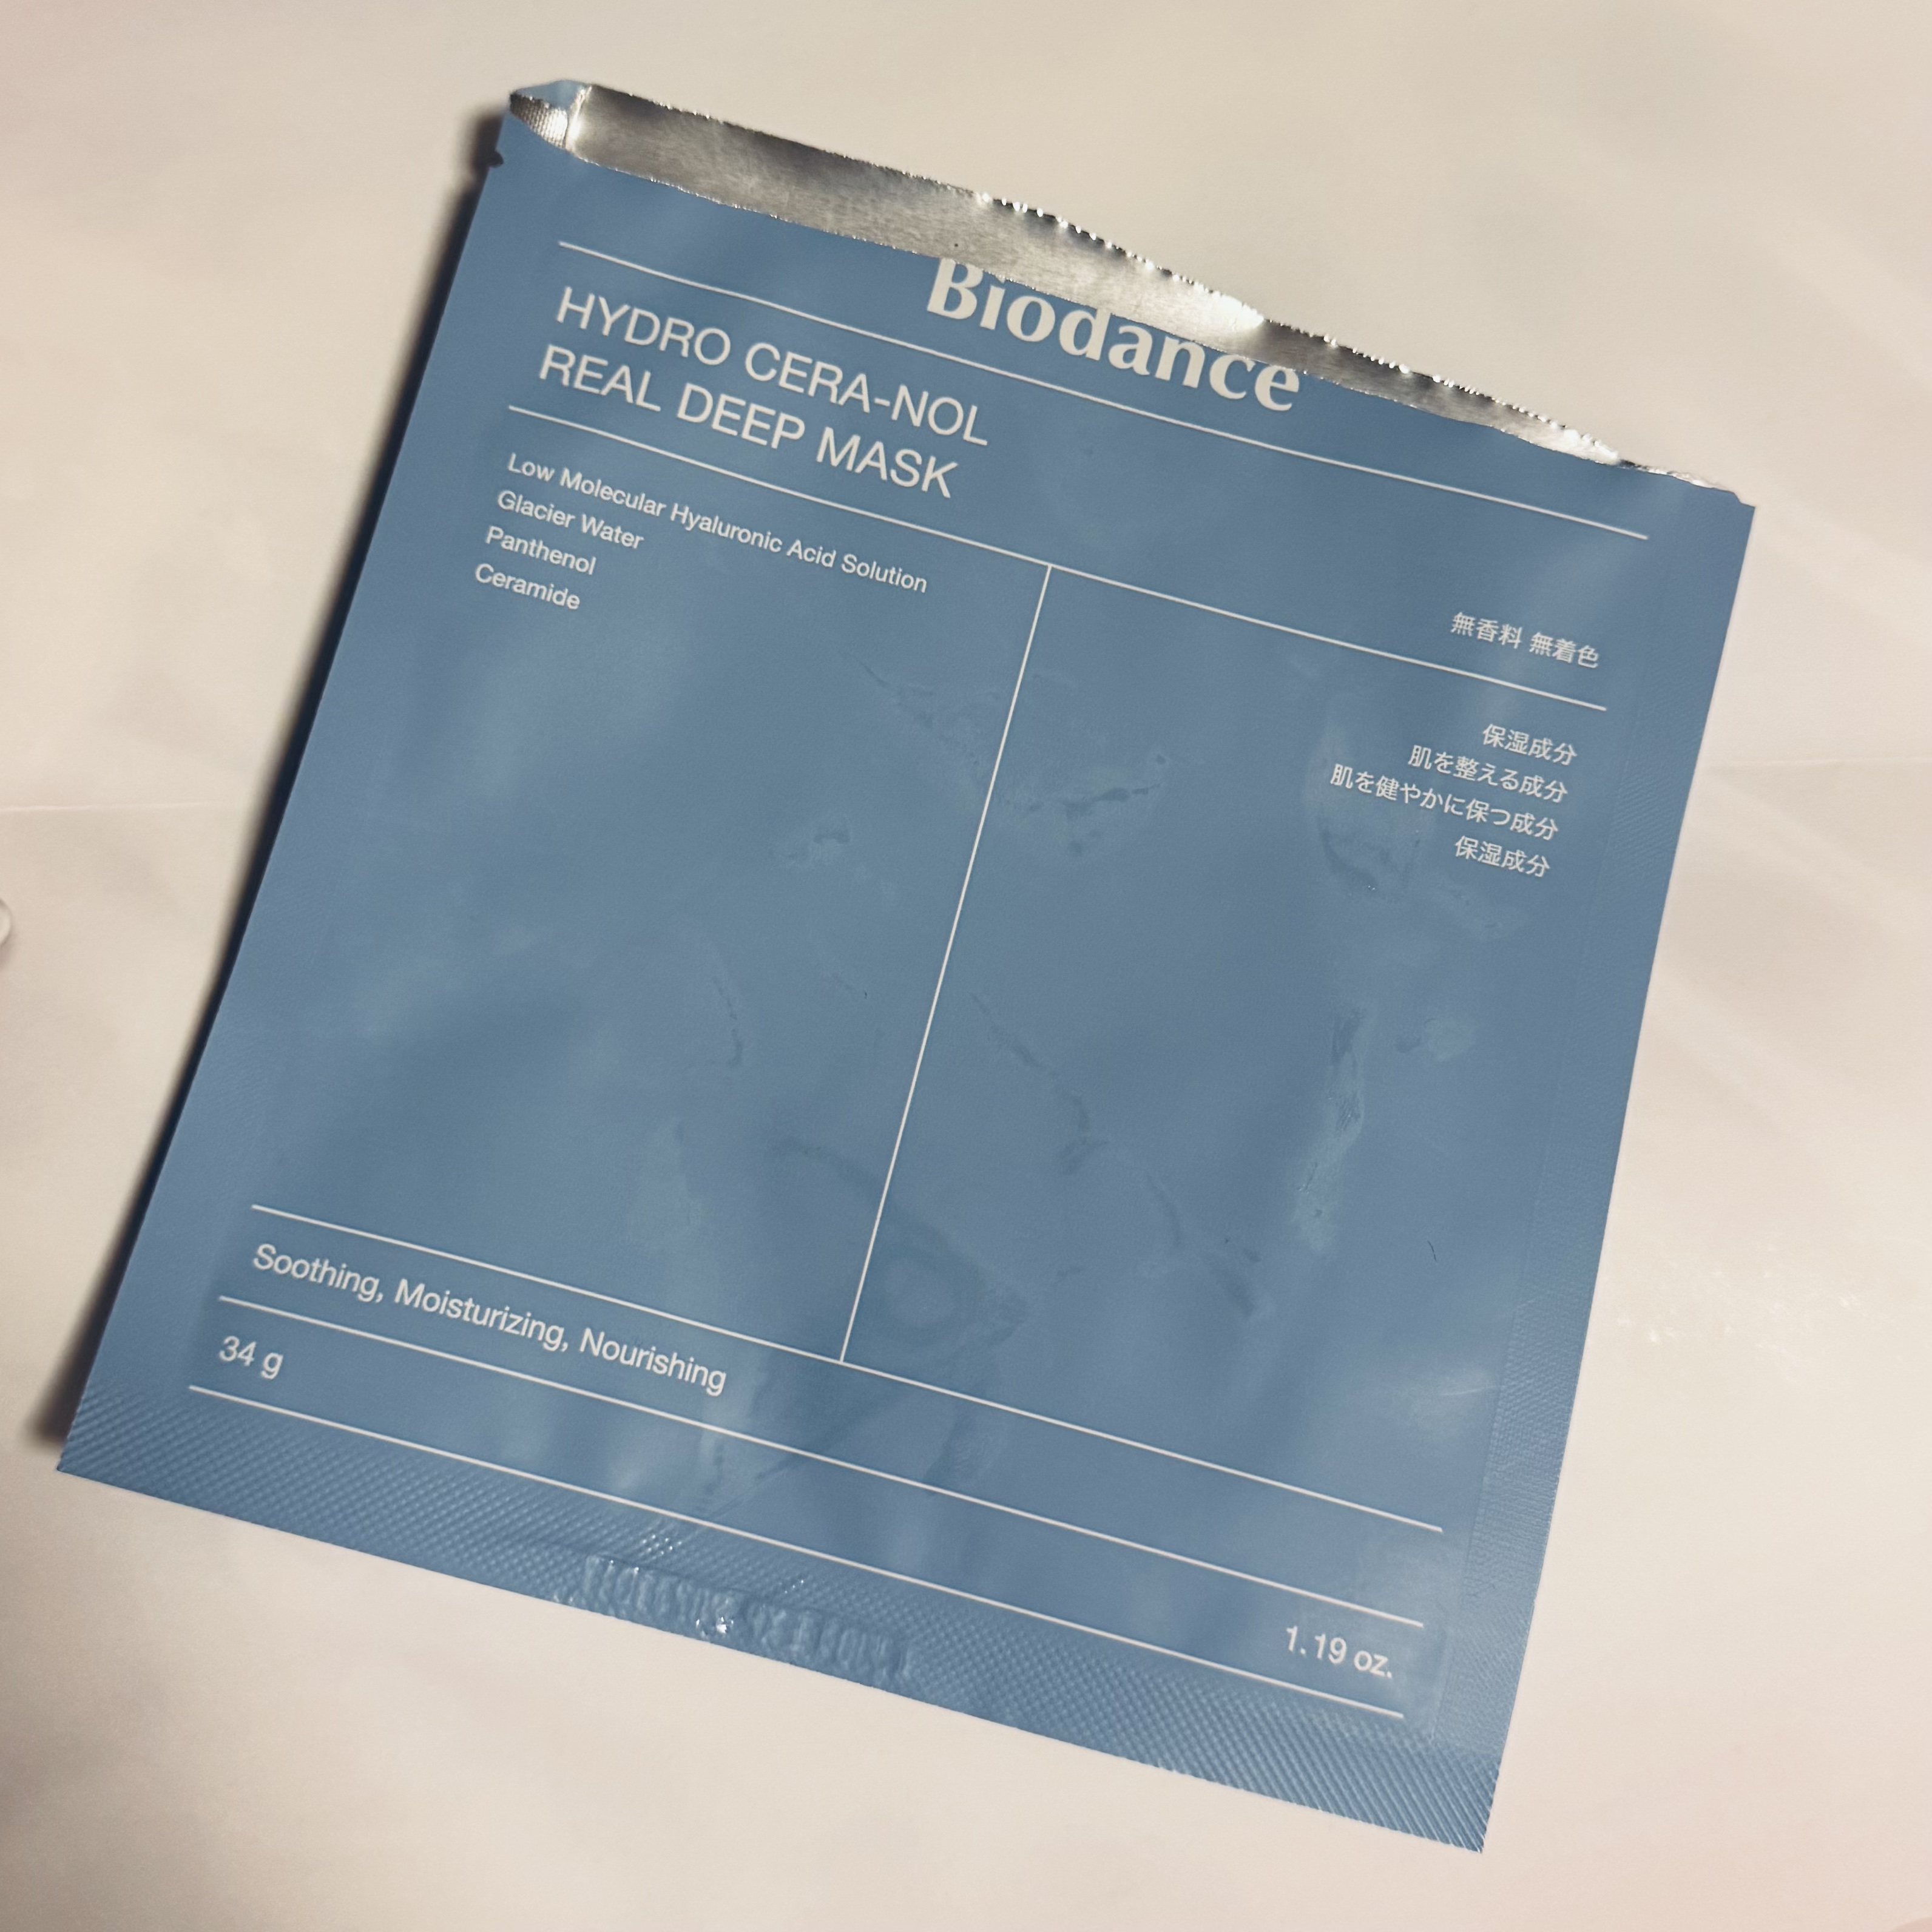 Biodance
HYDRO CERA-NOL
REAL DEEP MASK
無香料 無着色
Low Molecular Hyaluronic Acid Solution
Glacier Water
Panthenol
Ceramide
保湿成分
肌を整える成分
肌を健やかに保つ成分
保湿成分
Soothing, Moisturizing, Nourishing
34 g
1.19 oz.